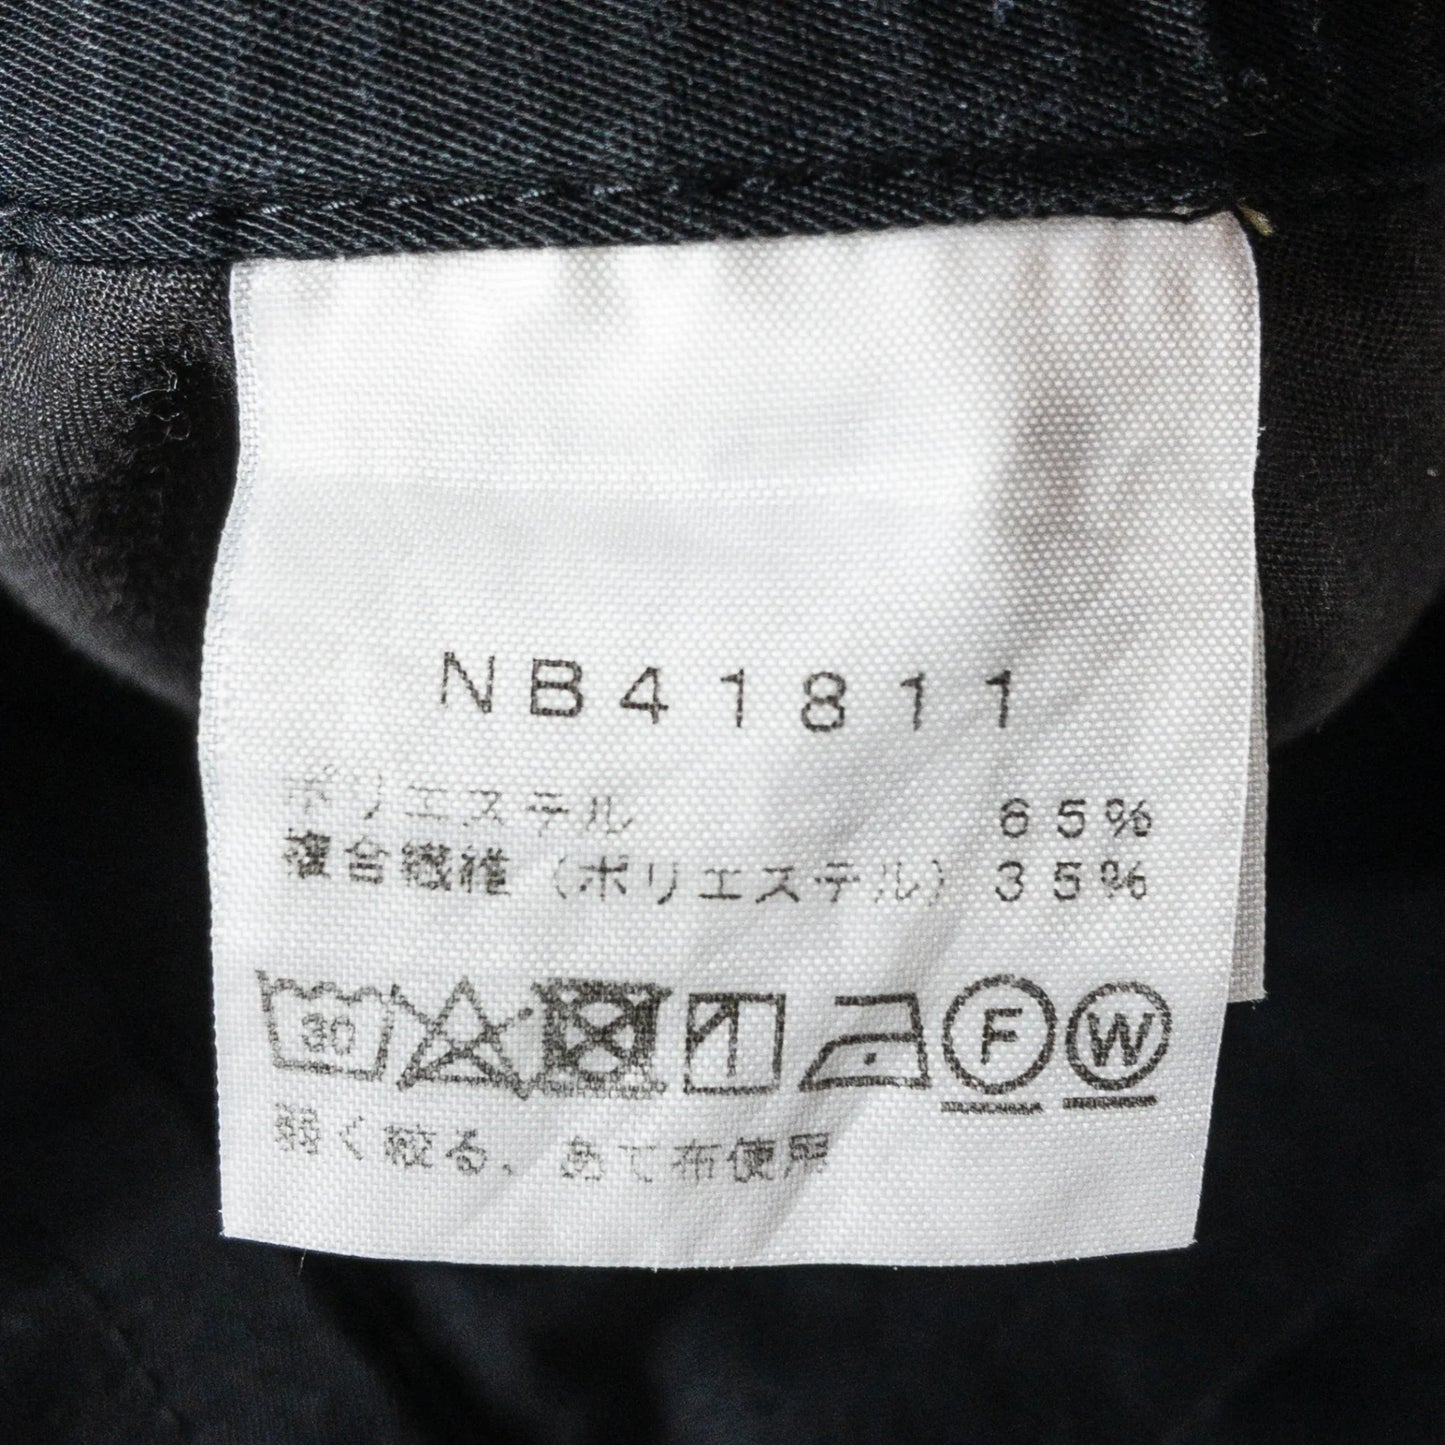 NB41811
ポリエステル 65%
複合繊維（ポリエステル）35%
30 F W
弱く絞る、あて布使用